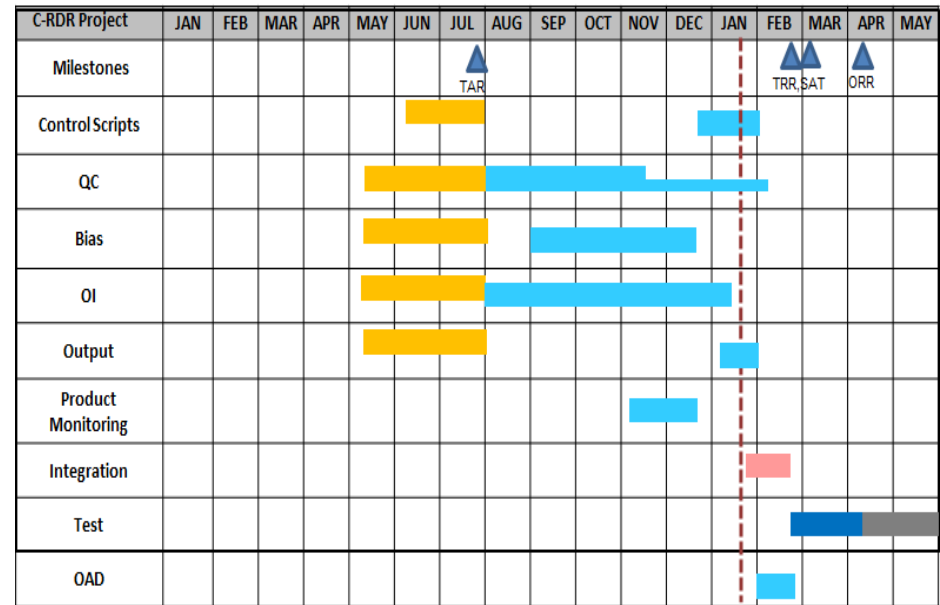 C-RDR Project JAN FEB MAR APR MAY JUN JUL AUG SEP OCT NOV DEC JAN FEB MAR APR MAY
Milestones
TAR
TRR,SAT
ORR
Control Scripts
QC
Bias
OI
Output
Product
Monitoring
Integration
Test
OAD